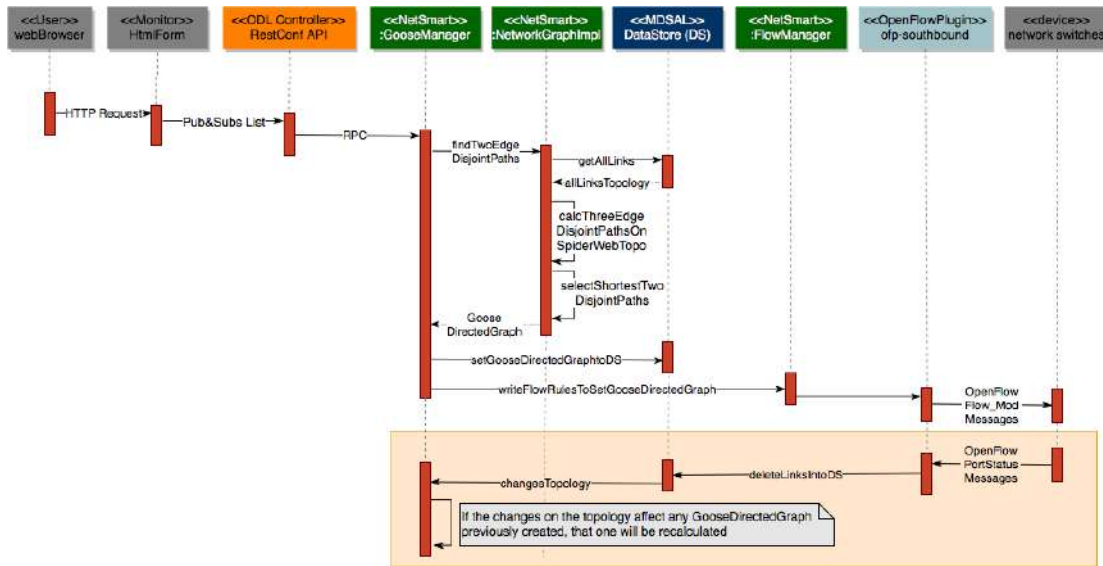 <<User>>
webBrowser
<<Monitor>>
HtmlForm
<<ODL Controller>>
RestConf API
<<NetSmart>>
:GooseManager
<<NetSmart>>
:NetworkGraphImpl
<<MDSAL>>
DataStore (DS)
<<NetSmart>>
:FlowManager
<<OpenFlowPlugin>>
ofp-southbound
<<device>>
network switches
HTTP Request
Pub&Subs List
RPC
findTwoEdge
DisjointPaths
getAllLinks
allLinksTopology
calcThreeEdge
DisjointPathsOn
SpiderWebTopo
selectShortestTwo
DisjointPaths
Goose
DirectedGraph
setGooseDirectedGraphtoDS
writeFlowRulesToSetGooseDirectedGraph
OpenFlow
Flow_Mod
Messages
OpenFlow
PortStatus
Messages
deleteLinksIntoDS
changesTopology
If the changes on the topology affect any GooseDirectedGraph
previously created, that one will be recalculated